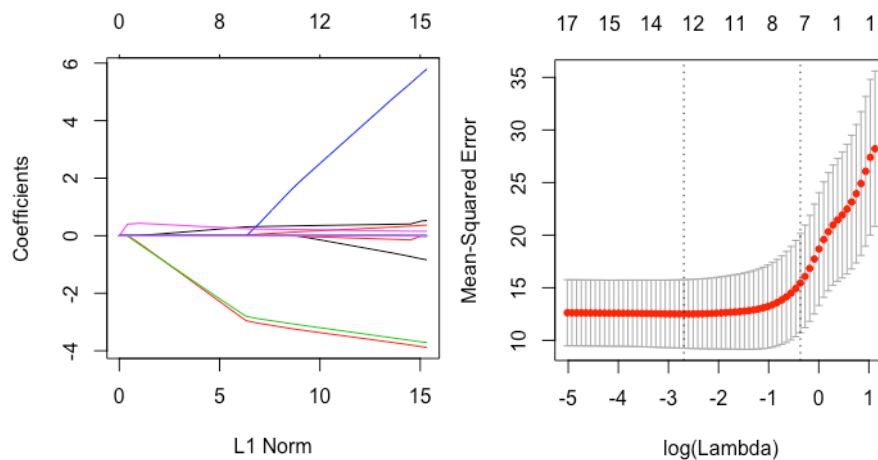 0 8 12 15
Coefficients
6
4
2
0
-2
-4
0 5 10 15
L1 Norm
17 15 14 12 11 8 7 1 1
Mean-Squared Error
35
30
25
20
15
10
-5 -4 -3 -2 -1 0 1
log(Lambda)